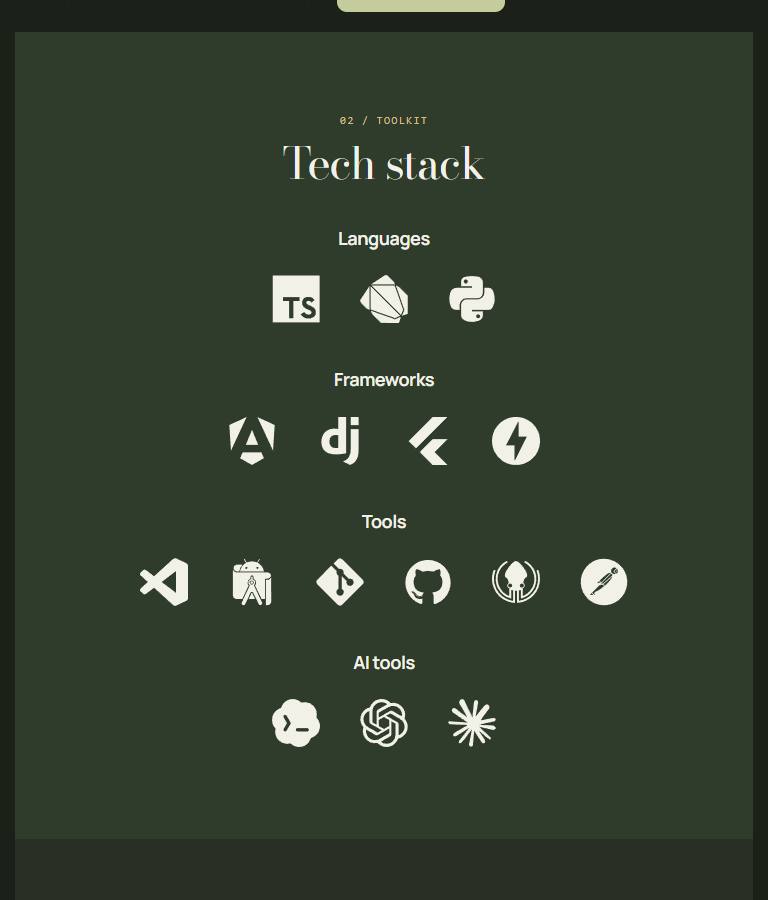 02 / TOOLKIT
Tech stack
Languages
TS
Frameworks
dj
Tools
AI tools